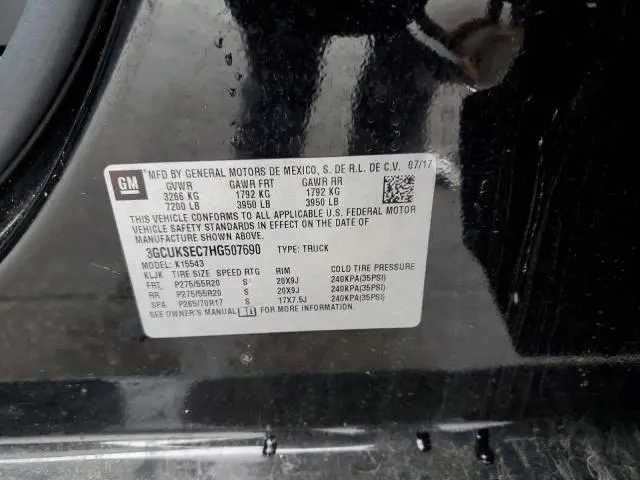 GM
MFD BY GENERAL MOTORS DE MEXICO, S. DE R.L. DE C.V. 07/17
GVWR GAWR FRT GAWR RR
3266 KG 1792 KG 1792 KG
7200 LB 3950 LB 3950 LB
THIS VEHICLE CONFORMS TO ALL APPLICABLE U.S. FEDERAL MOTOR
VEHICLE SAFETY STANDARDS IN EFFECT ON THE DATE OF
MANUFACTURE SHOWN ABOVE.
3GCUKSEC7HG507690 TYPE: TRUCK
MODEL: K15543
KLJK TIRE SIZE SPEED RTG RIM COLD TIRE PRESSURE
FRT P275/55R20 S 20X9J 240KPA(35PSI)
RR P275/55R20 S 20X9J 240KPA(35PSI)
SPA P265/70R17 S 17X7.5J 240KPA(35PSI)
SEE OWNER'S MANUAL FOR MORE INFORMATION.